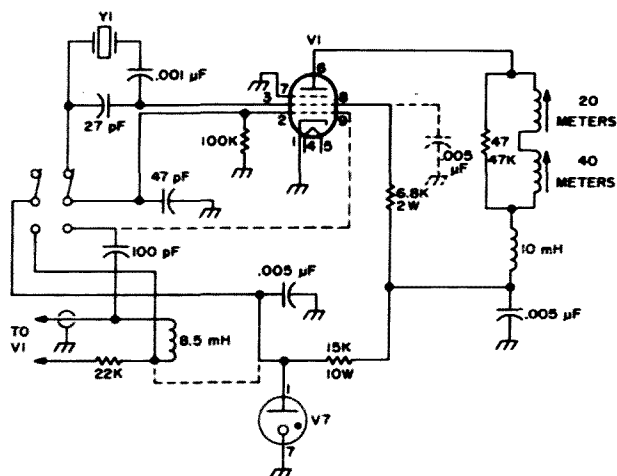 Y1
.001 µF
27 pF
V1
6
7
3
2
8
9
1
4
5
100K
47 pF
.005 µF
6.8K
2W
47
47K
20 METERS
40 METERS
10 mH
.005 µF
100 pF
.005 µF
TO V1
8.5 mH
22K
15K
10W
1
V7
7